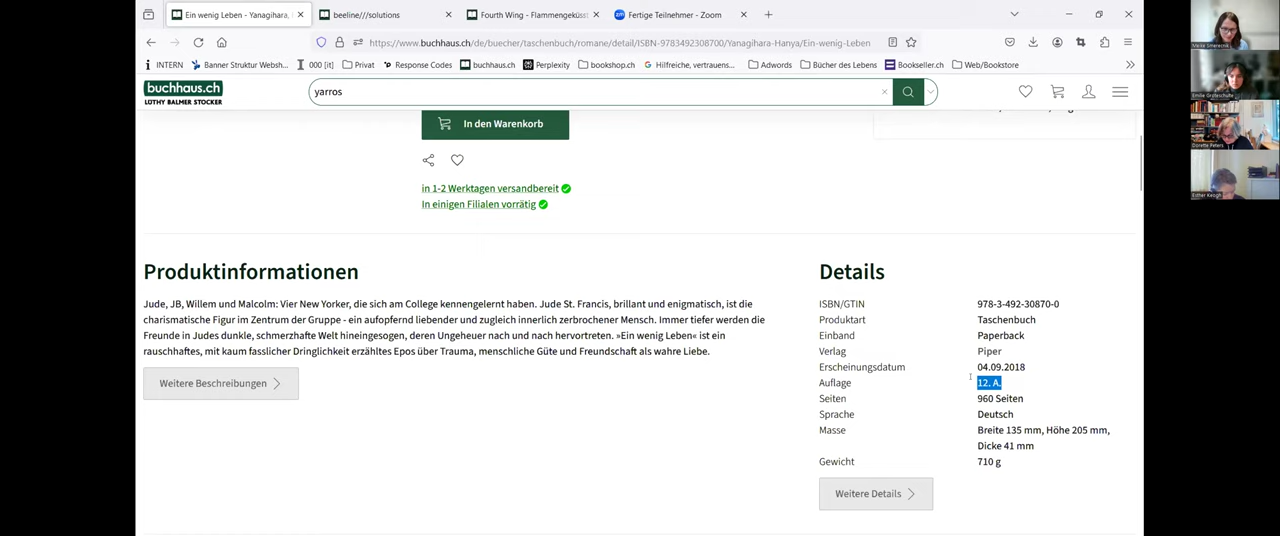 Ein wenig Leben - Yanagihara,
beeline///solutions
Fourth Wing - Flammengeküsst
Fertige Teilnehmer - Zoom
https://www.buchhaus.ch/de/buecher/taschenbuch/romane/detail/ISBN-9783492308700/Yanagihara-Hanya/Ein-wenig-Leben
INTERN
Banner Struktur Websh...
000 [it]
Privat
Response Codes
buchhaus.ch
Perplexity
bookshop.ch
Hilfreiche, vertrauens...
Adwords
Bücher des Lebens
Bookseller.ch
Web/Bookstore
buchhaus.ch
LÜTHY BALMER STOCKER
yarros
In den Warenkorb
in 1-2 Werktagen versandbereit
In einigen Filialen vorrätig
Produktinformationen
Jude, JB, Willem und Malcolm: Vier New Yorker, die sich am College kennengelernt haben. Jude St. Francis, brillant und enigmatisch, ist die
charismatische Figur im Zentrum der Gruppe - ein aufopfernd liebender und zugleich innerlich zerbrochener Mensch. Immer tiefer werden die
Freunde in Judes dunkle, schmerzhafte Welt hineingesogen, deren Ungeheuer nach und nach hervortreten. »Ein wenig Leben« ist ein
rauschhaftes, mit kaum fasslicher Dringlichkeit erzähltes Epos über Trauma, menschliche Güte und Freundschaft als wahre Liebe.
Weitere Beschreibungen
Details
ISBN/GTIN 978-3-492-30870-0
Produktart Taschenbuch
Einband Paperback
Verlag Piper
Erscheinungsdatum 04.09.2018
Auflage 12. A.
Seiten 960 Seiten
Sprache Deutsch
Masse Breite 135 mm, Höhe 205 mm,
Dicke 41 mm
Gewicht 710 g
Weitere Details
Dorette Peters
Esther Keogh